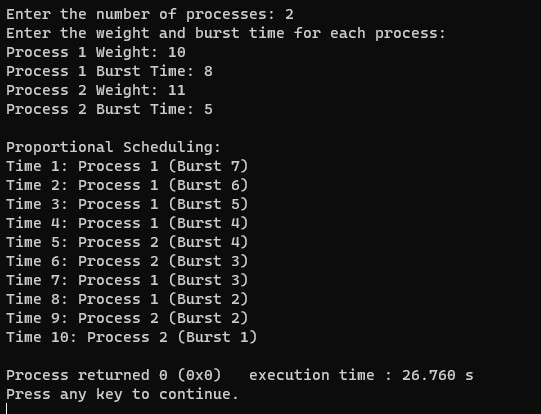 Enter the number of processes: 2
Enter the weight and burst time for each process:
Process 1 Weight: 10
Process 1 Burst Time: 8
Process 2 Weight: 11
Process 2 Burst Time: 5
Proportional Scheduling:
Time 1: Process 1 (Burst 7)
Time 2: Process 1 (Burst 6)
Time 3: Process 1 (Burst 5)
Time 4: Process 1 (Burst 4)
Time 5: Process 2 (Burst 4)
Time 6: Process 2 (Burst 3)
Time 7: Process 1 (Burst 3)
Time 8: Process 1 (Burst 2)
Time 9: Process 2 (Burst 2)
Time 10: Process 2 (Burst 1)
Process returned 0 (0x0)   execution time : 26.760 s
Press any key to continue.